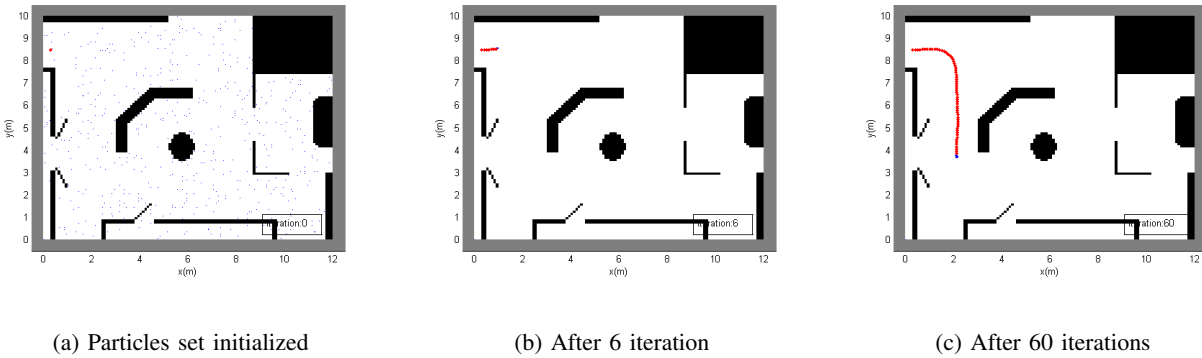 10
9
8
7
6
5
4
3
2
1
0
y(m)
0 2 4 6 8 10 12
x(m)
Iteration:0
10
9
8
7
6
5
4
3
2
1
0
y(m)
0 2 4 6 8 10 12
x(m)
Iteration:6
10
9
8
7
6
5
4
3
2
1
0
y(m)
0 2 4 6 8 10 12
x(m)
Iteration:60
(a) Particles set initialized
(b) After 6 iteration
(c) After 60 iterations